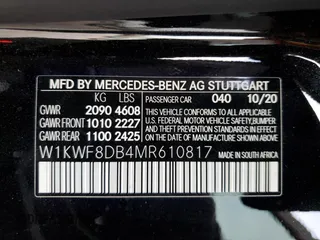 MFD BY MERCEDES-BENZ AG STUTTGART
KG LBS PASSENGER CAR 040 10/20
GVWR 2090 4608 THIS VEHICLE CONFORMS TO ALL
GAWR FRONT 1010 2227 APPLICABLE U.S. FEDERAL MOTOR
VEHICLE SAFETY, BUMPER, AND THEFT
PREVENTION STANDARDS IN EFFECT ON THE
GAWR REAR 1100 2425 DATE OF MANUFACTURE SHOWN ABOVE
W1KWF8DB4MR610817
MADE IN SOUTH AFRICA